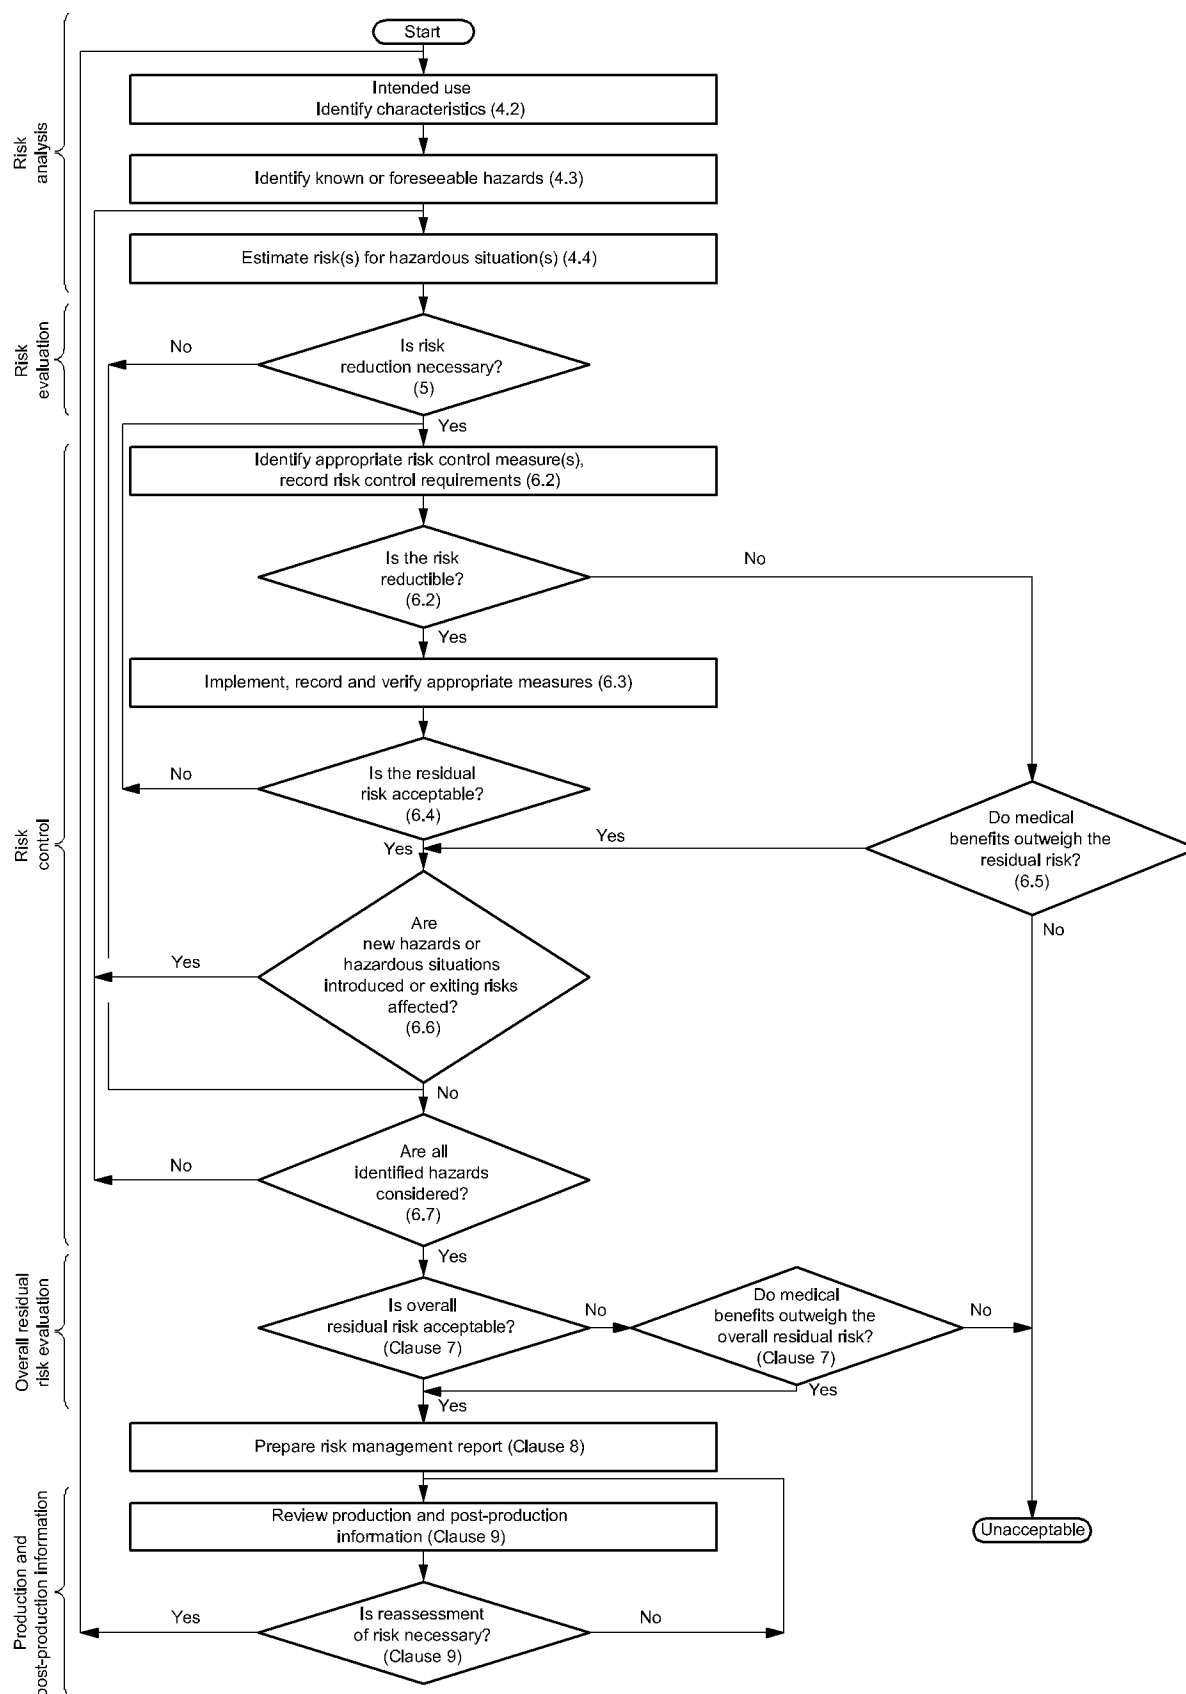 Start
Intended use
Identify characteristics (4.2)
Risk
analysis
Identify known or foreseeable hazards (4.3)
Estimate risk(s) for hazardous situation(s) (4.4)
Risk
evaluation
No
Is risk
reduction necessary?
(5)
Yes
Identify appropriate risk control measure(s),
record risk control requirements (6.2)
Is the risk
reductible?
(6.2)
No
Yes
Implement, record and verify appropriate measures (6.3)
No
Is the residual
risk acceptable?
(6.4)
Risk
control
Yes
Yes
Do medical
benefits outweigh the
residual risk?
(6.5)
No
Are
new hazards or
hazardous situations
introduced or exiting risks
affected?
(6.6)
Yes
No
Are all
identified hazards
considered?
(6.7)
No
Yes
Overall residual
risk evaluation
Is overall
residual risk acceptable?
(Clause 7)
No
Do medical
benefits outweigh the
overall residual risk?
(Clause 7)
No
Yes
Yes
Prepare risk management report (Clause 8)
Production and
post-production information
Review production and post-production
information (Clause 9)
Unacceptable
Yes
Is reassessment
of risk necessary?
(Clause 9)
No